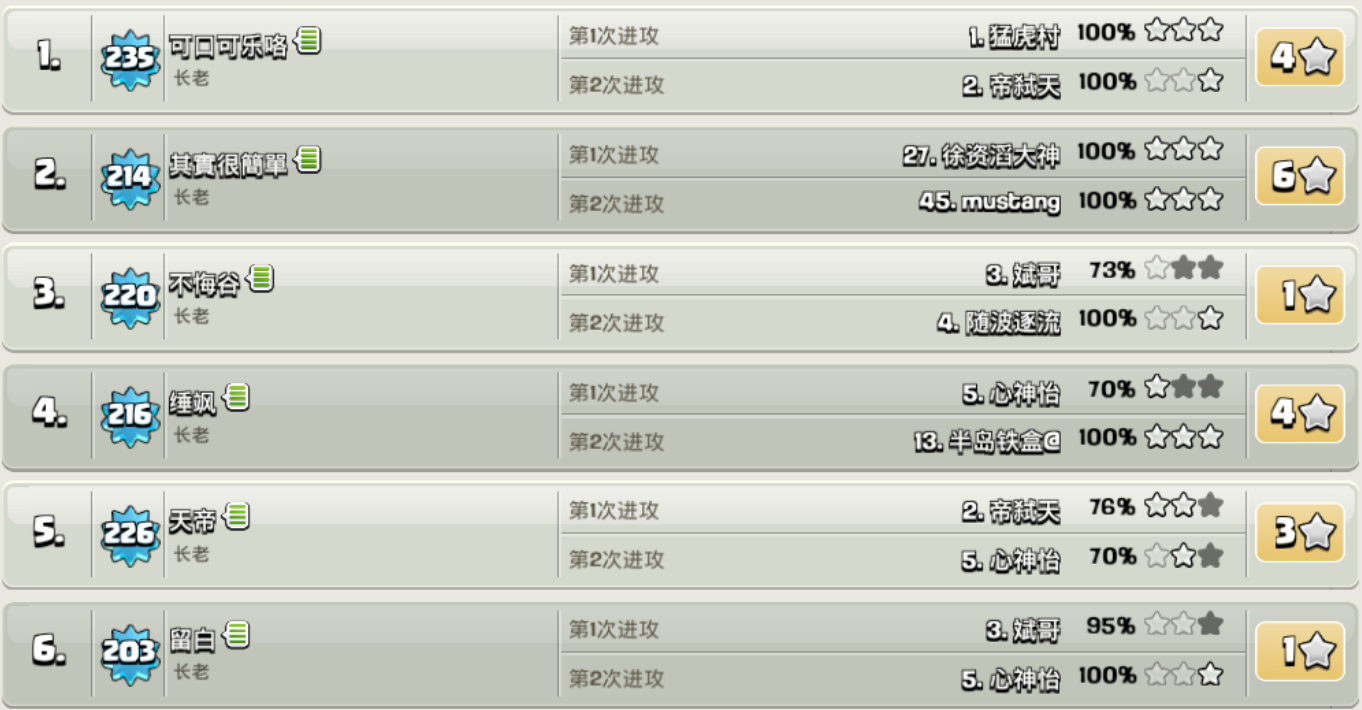 1.
235
可口可乐咯
长老
第1次进攻
1. 猛虎村 100%
第2次进攻
2. 帝弑天 100%
4
2.
214
其實很簡單
长老
第1次进攻
27. 徐资滔大神 100%
第2次进攻
45. mustang 100%
6
3.
220
不悔谷
长老
第1次进攻
3. 斌哥 73%
第2次进攻
4. 随波逐流 100%
1
4.
216
缍飒
长老
第1次进攻
5. 心神怡 70%
第2次进攻
13. 半岛铁盒@ 100%
4
5.
226
天帝
长老
第1次进攻
2. 帝弑天 76%
第2次进攻
5. 心神怡 70%
3
6.
203
留白
长老
第1次进攻
3. 斌哥 95%
第2次进攻
5. 心神怡 100%
1